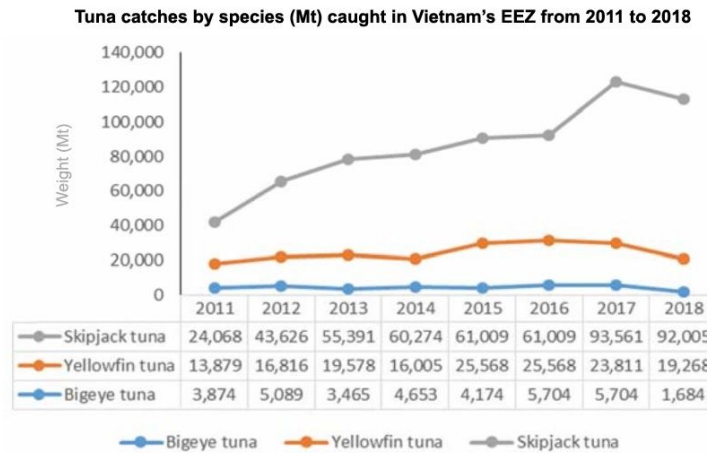 Tuna catches by species (Mt) caught in Vietnam's EEZ from 2011 to 2018
Weight (Mt)
140,000
120,000
100,000
80,000
60,000
40,000
20,000
0
2011 2012 2013 2014 2015 2016 2017 2018
Skipjack tuna 24,068 43,626 55,391 60,274 61,009 61,009 93,561 92,005
Yellowfin tuna 13,879 16,816 19,578 16,005 25,568 25,568 23,811 19,268
Bigeye tuna 3,874 5,089 3,465 4,653 4,174 5,704 5,704 1,684
Bigeye tuna Yellowfin tuna Skipjack tuna